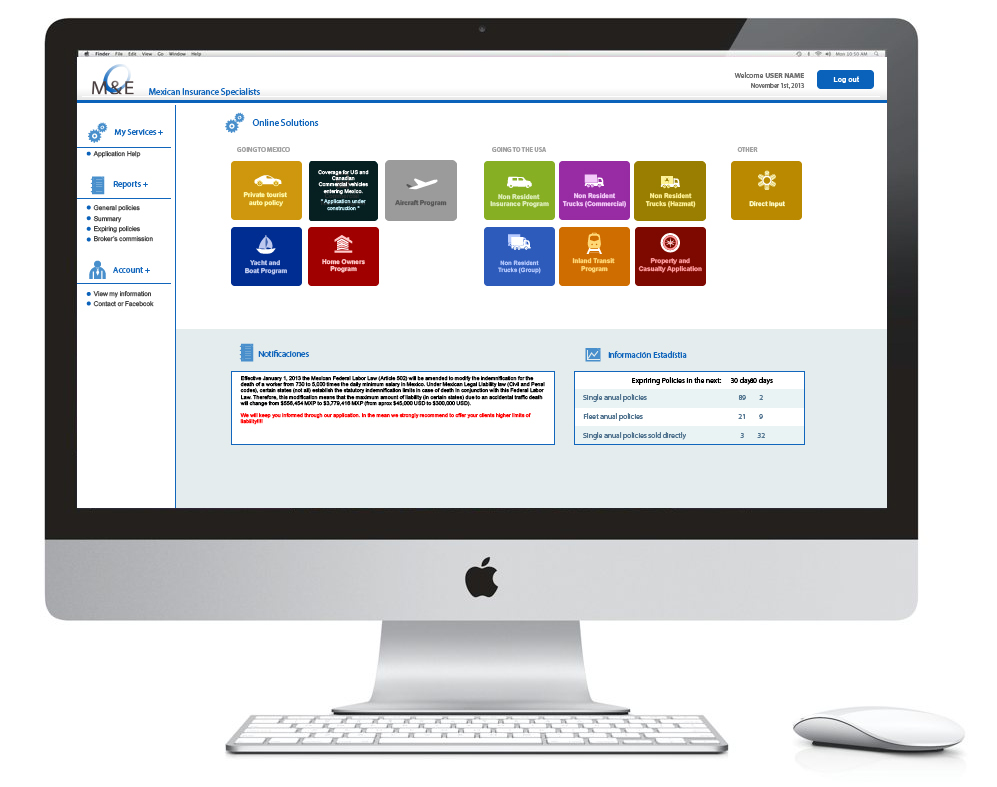 Finder File Edit View Go Window Help
Mon 10:50 AM
M&E
Mexican Insurance Specialists
Welcome USER NAME
November 1st, 2013
Log out
My Services +
Application Help
Reports +
General policies
Summary
Expiring policies
Broker's commission
Account +
View my information
Contact or Facebook
Online Solutions
GOING TO MEXICO
Private tourist
auto policy
Coverage for US and
Canadian
Commercial vehicles
entering Mexico.
* Application under
construction *
Aircraft Program
Yacht and
Boat Program
Home Owners
Program
GOING TO THE USA
Non Resident
Insurance Program
Non Resident
Trucks (Commercial)
Non Resident
Trucks (Hazmat)
Non Resident
Trucks (Group)
Inland Transit
Program
Property and
Casualty Application
OTHER
Direct Input
Notificaciones
Effective January 1, 2013 the Mexican Federal Labor Law (Article 502) will be amended to modify the indemnification for the
death of a worker from 730 to 5,000 times the daily minimum salary in Mexico. Under Mexican Legal Liability law (Civil and Penal
codes), certain states (not all) establish the statutory indemnification limits in case of death in conjunction with this Federal Labor
Law. Therefore, this modification means that the maximum amount of liability (in certain states) due to an accidental traffic death
will change from $556,454 MXP to $3,779,416 MXP (from aprox $45,000 USD to $300,000 USD).
We will keep you informed through our application. In the mean we strongly recommend to offer your clients higher limits of
liability!!!!
Información Estadístia
Expriring Policies in the next: 30 days 60 days
Single anual policies 89 2
Fleet anual policies 21 9
Single anual policies sold directly 3 32